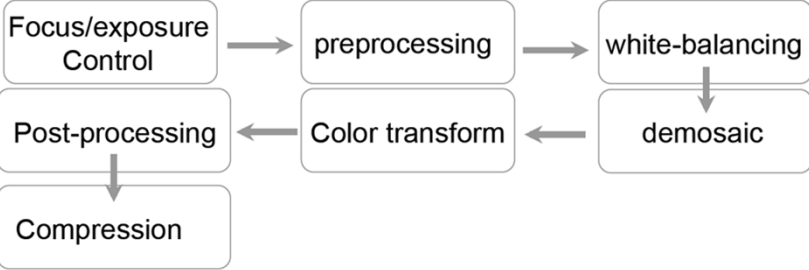 Focus/exposure
Control
preprocessing
white-balancing
demosaic
Color transform
Post-processing
Compression